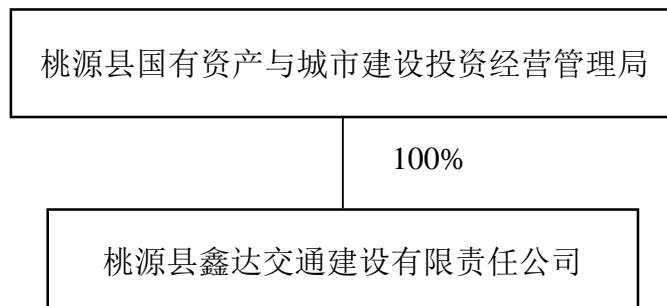 桃源县国有资产与城市建设投资经营管理局
100%
桃源县鑫达交通建设有限责任公司